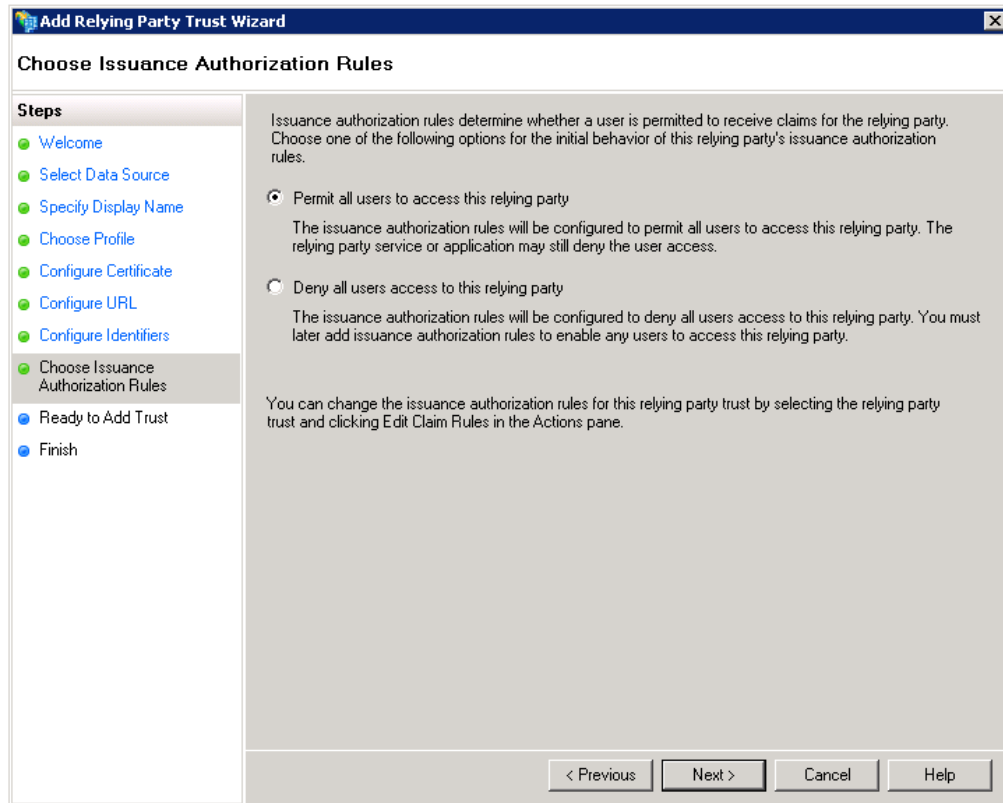 Add Relying Party Trust Wizard
Choose Issuance Authorization Rules
Steps
Welcome
Select Data Source
Specify Display Name
Choose Profile
Configure Certificate
Configure URL
Configure Identifiers
Choose Issuance
Authorization Rules
Ready to Add Trust
Finish
Issuance authorization rules determine whether a user is permitted to receive claims for the relying party.
Choose one of the following options for the initial behavior of this relying party's issuance authorization
rules.
Permit all users to access this relying party
The issuance authorization rules will be configured to permit all users to access this relying party. The
relying party service or application may still deny the user access.
Deny all users access to this relying party
The issuance authorization rules will be configured to deny all users access to this relying party. You must
later add issuance authorization rules to enable any users to access this relying party.
You can change the issuance authorization rules for this relying party trust by selecting the relying party
trust and clicking Edit Claim Rules in the Actions pane.
< Previous
Next >
Cancel
Help